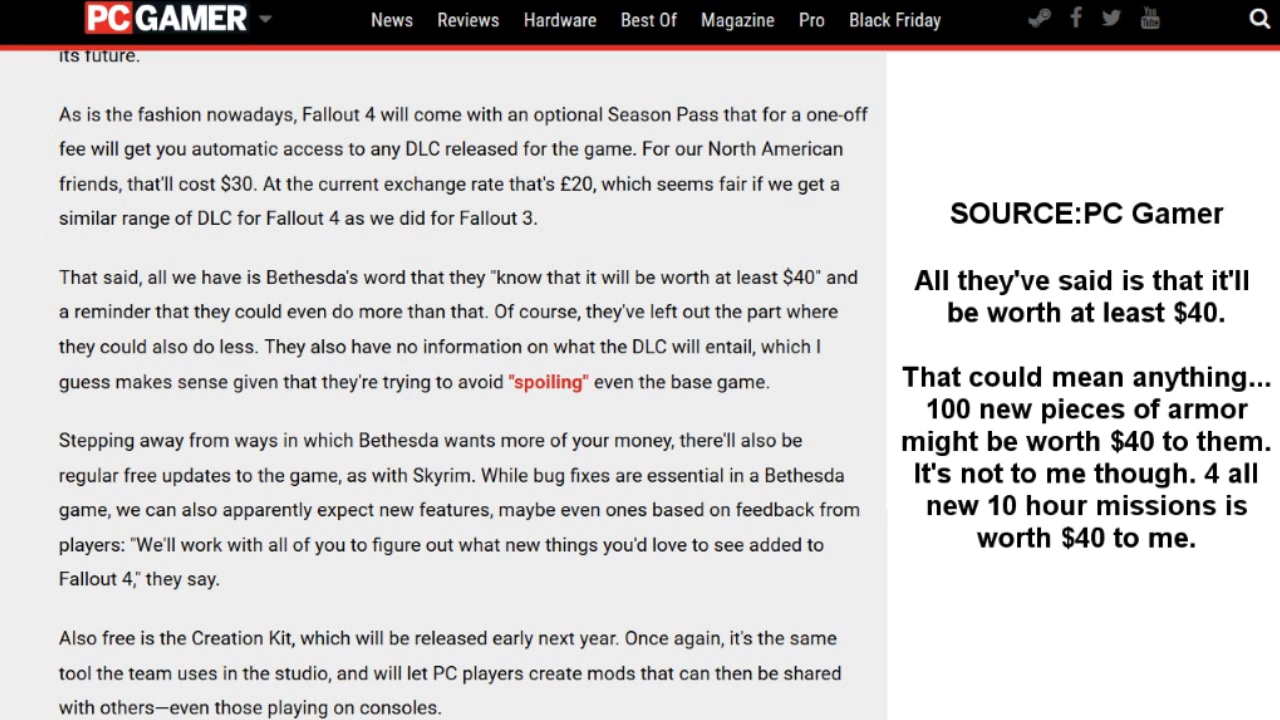 PC GAMER
News Reviews Hardware Best Of Magazine Pro Black Friday
You Tube
its future.
As is the fashion nowadays, Fallout 4 will come with an optional Season Pass that for a one-off
fee will get you automatic access to any DLC released for the game. For our North American
friends, that'll cost $30. At the current exchange rate that's £20, which seems fair if we get a
similar range of DLC for Fallout 4 as we did for Fallout 3.
That said, all we have is Bethesda's word that they "know that it will be worth at least $40" and
a reminder that they could even do more than that. Of course, they've left out the part where
they could also do less. They also have no information on what the DLC will entail, which I
guess makes sense given that they're trying to avoid "spoiling" even the base game.
Stepping away from ways in which Bethesda wants more of your money, there'll also be
regular free updates to the game, as with Skyrim. While bug fixes are essential in a Bethesda
game, we can also apparently expect new features, maybe even ones based on feedback from
players: "We'll work with all of you to figure out what new things you'd love to see added to
Fallout 4," they say.
Also free is the Creation Kit, which will be released early next year. Once again, it's the same
tool the team uses in the studio, and will let PC players create mods that can then be shared
with others—even those playing on consoles.
SOURCE:PC Gamer
All they've said is that it'll
be worth at least $40.
That could mean anything...
100 new pieces of armor
might be worth $40 to them.
It's not to me though. 4 all
new 10 hour missions is
worth $40 to me.